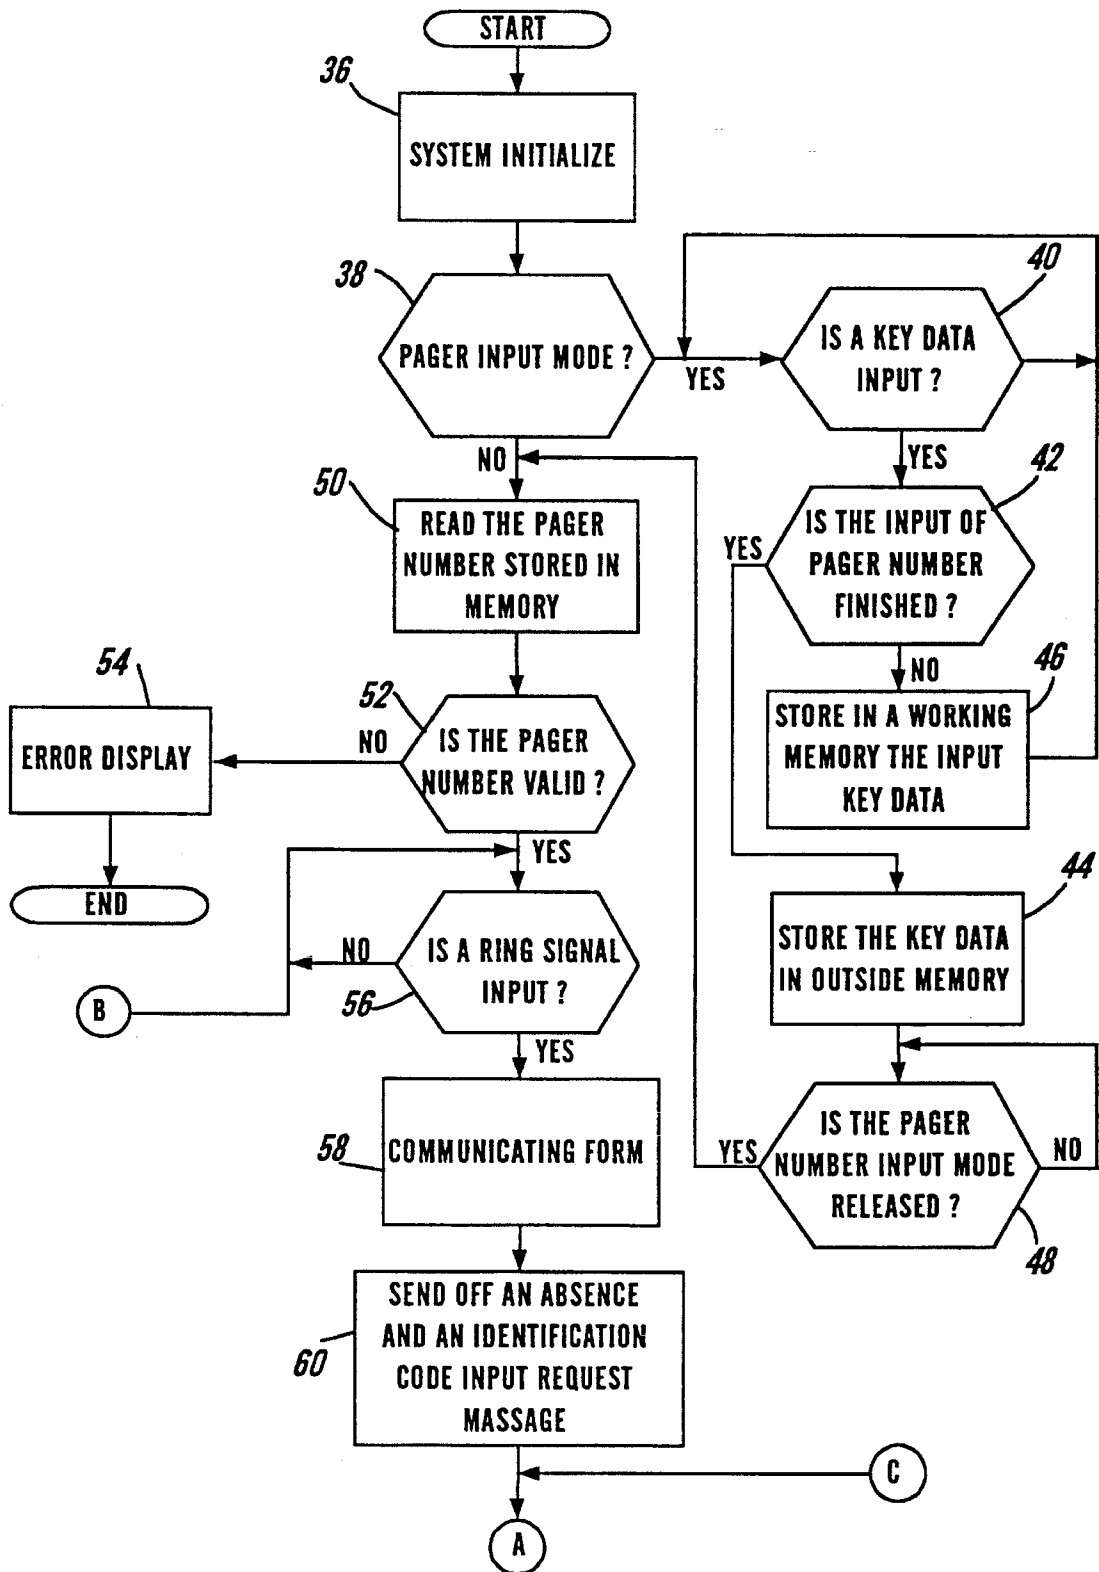 START
36
SYSTEM INITIALIZE
38
PAGER INPUT MODE ?
YES
NO
40
IS A KEY DATA
INPUT ?
YES
42
IS THE INPUT OF
PAGER NUMBER
FINISHED ?
YES
NO
46
STORE IN A WORKING
MEMORY THE INPUT
KEY DATA
44
STORE THE KEY DATA
IN OUTSIDE MEMORY
IS THE PAGER
NUMBER INPUT MODE
RELEASED ?
YES
NO
48
50
READ THE PAGER
NUMBER STORED IN
MEMORY
52
IS THE PAGER
NUMBER VALID ?
NO
YES
54
ERROR DISPLAY
END
B
IS A RING SIGNAL
INPUT ?
NO
56
YES
58
COMMUNICATING FORM
60
SEND OFF AN ABSENCE
AND AN IDENTIFICATION
CODE INPUT REQUEST
MASSAGE
C
A